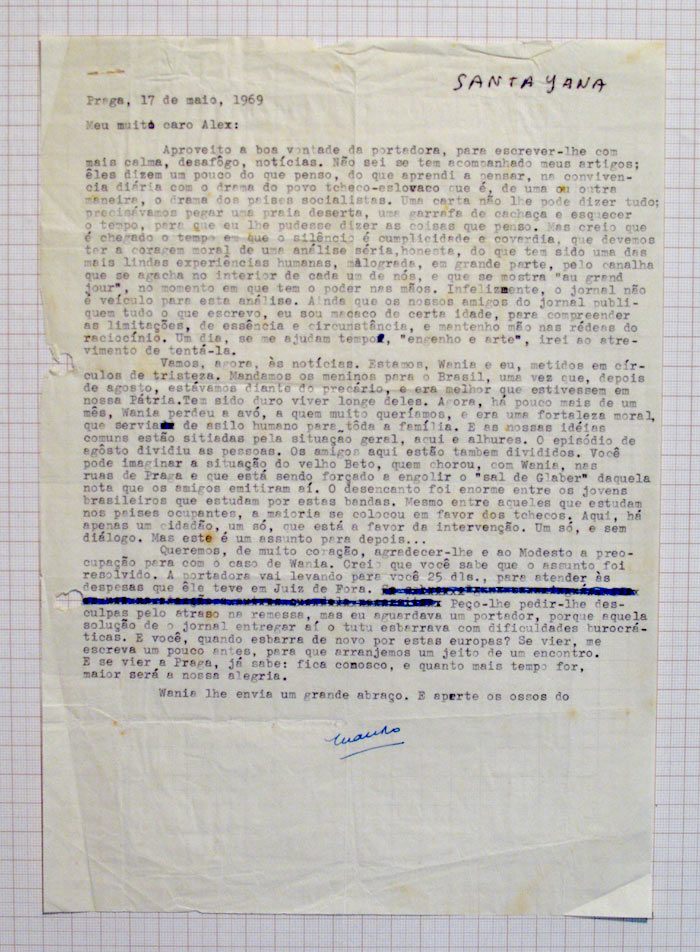 SANTAYANA
Praga, 17 de maio, 1969
Meu muito caro Alex:
Aproveito a boa vontade da portadora, para escrever-lhe com
mais calma, desafôgo, notícias. Não sei se tem acompanhado meus artigos;
êles dizem um pouco do que penso, do que aprendi a pensar, na conviven-
cia diária com o drama do povo tcheco-eslovaco que é, de uma ou outra
maneira, o drama dos paises socialistas. Uma carta não lhe pode dizer tudo;
precisávamos pegar uma praia deserta, uma garrafa de cachaça e esquecer
o tempo, para que eu lhe pudesse dizer as coisas que penso. Mas creio que
é chegado o tempo em que o silêncio é cumplicidade e covardia, que devemos
ter a coragem moral de uma análise séria,honesta, do que tem sido uma das
mais lindas experiências humanas, málograda, em grande parte, pelo canalha
que se agacha no interior de cada um de nós, e que se mostra "au grand
jour", no momento em que tem o poder nas mãos. Infelizmente, o jornal não
é veículo para esta análise. Ainda que os nossos amigos do jornal publi-
quem tudo o que escrevo, eu sou macaco de certa idade, para compreender
as limitações, de essência e circunstância, e mantenho mão nas rédeas do
raciocínio. Um dia, se me ajudam tempo, "engenho e arte", irei ao atre-
vimento de tentá-la.
Vamos, agora, às notícias. Estamos, Wania e eu, metidos em cír-
culos de tristeza. Mandamos os meninos para o Brasil, uma vez que, depois
de agosto, estávamos diante do precário, e era melhor que estivessem em
nossa Pátria.Tem sido duro viver longe deles. Agora, há pouco mais de um
mês, Wania perdeu a avó, a quem muito queríamos, e era uma fortaleza moral,
que servia de asilo humano para tôda a família. E as nossas idéias
comuns estão sitiadas pela situação geral, aqui e alhures. O episódio de
agôsto dividiu as pessoas. Os amigos aqui estão tambem divididos. Você
pode imaginar a situação do velho Beto, quem chorou, com Wania, nas
ruas de Praga e que está sendo forçado a engolir o "sal de Glaber" daquela
nota que os amigos emitiram aí. O desencanto foi enorme entre os jovens
brasileiros que estudam por estas bandas. Mesmo entre aqueles que estudam
nos paises ocupantes, a maioria se colocou em favor dos tchecos. Aqui, há
apenas um cidadão, um só, que está a favor da intervenção. Um só, e sem
diálogo. Mas este é um assunto para depois...
Queremos, de muito coração, agradecer-lhe e ao Modesto a preo-
cupação para com o caso de Wania. Creio que você sabe que o assunto foi
resolvido. A portadora vai levando para você 25 dls., para atender às
despesas que êle teve em Juiz de Fora.
Peço-lhe pedir-lhe des-
culpas pelo atraso na remessa, mas eu aguardava um portador, porque aquela
solução de o jornal entregar aí o tutu esbarrava com dificuldades burocrá-
ticas. E você, quando esbarra de novo por estas europas? Se vier, me
escreva um pouco antes, para que arranjemos um jeito de um encontro.
E se vier a Praga, já sabe: fica conosco, e quanto mais tempo for,
maior será a nossa alegria.
Wania lhe envia um grande abraço. E aperte os ossos do
Mauro